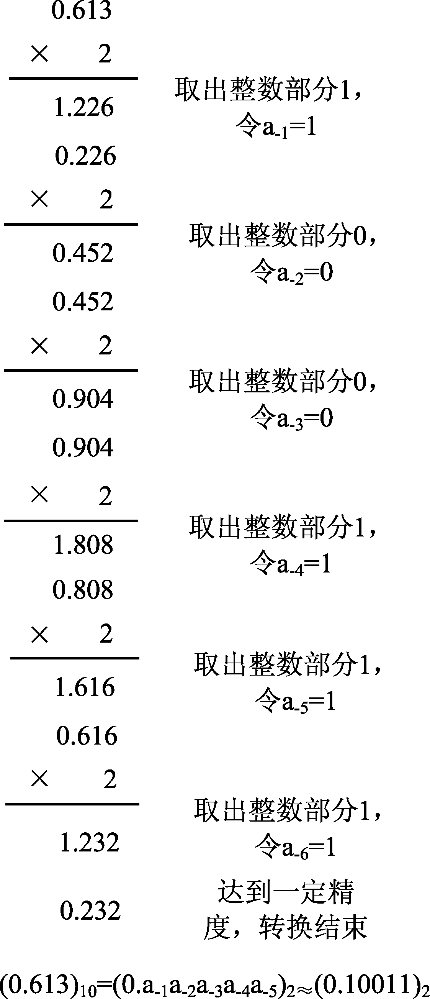 0.613
× 2
取出整数部分1，
1.226
令a-1=1
0.226
× 2
取出整数部分0，
0.452
令a-2=0
0.452
× 2
取出整数部分0，
0.904
令a-3=0
0.904
× 2
取出整数部分1，
1.808
令a-4=1
0.808
× 2
取出整数部分1，
1.616
令a-5=1
0.616
× 2
取出整数部分1，
1.232
令a-6=1
达到一定精
0.232
度，转换结束
(0.613)10=(0.a-1a-2a-3a-4a-5)2≈(0.10011)2